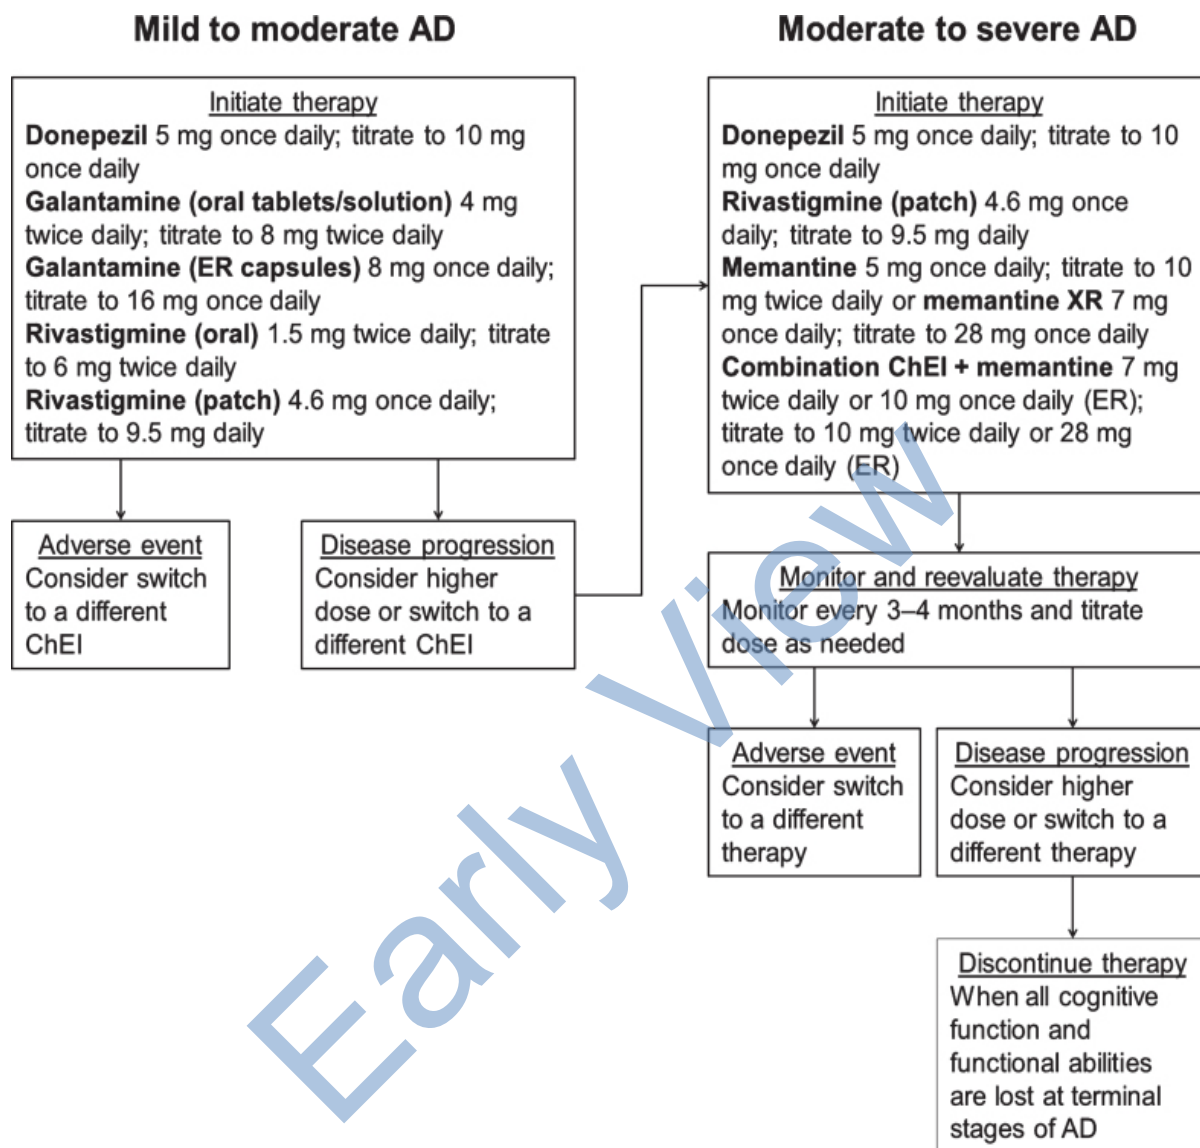 Mild to moderate AD
Initiate therapy
Donepezil 5 mg once daily; titrate to 10 mg
once daily
Galantamine (oral tablets/solution) 4 mg
twice daily; titrate to 8 mg twice daily
Galantamine (ER capsules) 8 mg once daily;
titrate to 16 mg once daily
Rivastigmine (oral) 1.5 mg twice daily; titrate
to 6 mg twice daily
Rivastigmine (patch) 4.6 mg once daily;
titrate to 9.5 mg daily
Adverse event
Consider switch
to a different
ChEI
Disease progression
Consider higher
dose or switch to a
different ChEI
Moderate to severe AD
Initiate therapy
Donepezil 5 mg once daily; titrate to 10
mg once daily
Rivastigmine (patch) 4.6 mg once
daily; titrate to 9.5 mg daily
Memantine 5 mg once daily; titrate to 10
mg twice daily or memantine XR 7 mg
once daily; titrate to 28 mg once daily
Combination ChEI + memantine 7 mg
twice daily or 10 mg once daily (ER);
titrate to 10 mg twice daily or 28 mg
once daily (ER)
Monitor and reevaluate therapy
Monitor every 3–4 months and titrate
dose as needed
Adverse event
Consider switch
to a different
therapy
Disease progression
Consider higher
dose or switch to a
different therapy
Discontinue therapy
When all cognitive
function and
functional abilities
are lost at terminal
stages of AD
Early View